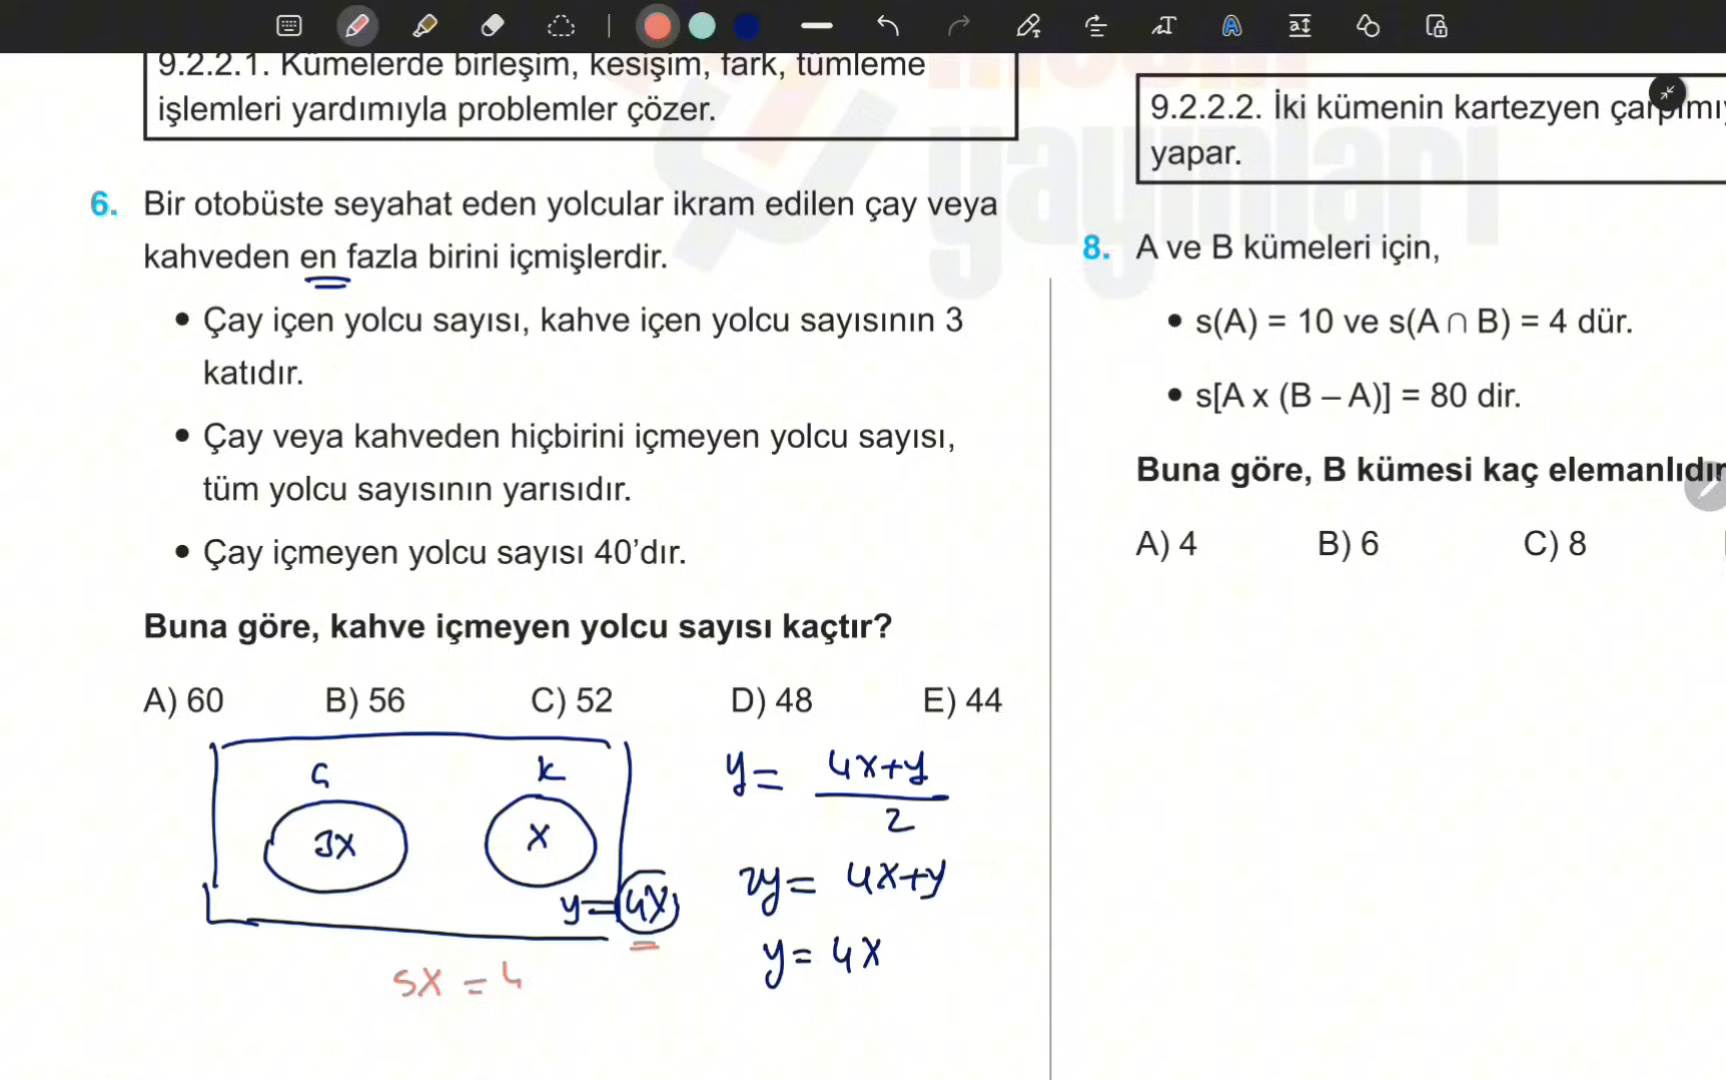 9.2.2.1. Kümelerde birleşim, kesişim, fark, tümleme
işlemleri yardımıyla problemler çözer.
6. Bir otobüste seyahat eden yolcular ikram edilen çay veya
kahveden en fazla birini içmişlerdir.
• Çay içen yolcu sayısı, kahve içen yolcu sayısının 3
katıdır.
• Çay veya kahveden hiçbirini içmeyen yolcu sayısı,
tüm yolcu sayısının yarısıdır.
• Çay içmeyen yolcu sayısı 40’dır.
Buna göre, kahve içmeyen yolcu sayısı kaçtır?
A) 60 B) 56 C) 52 D) 48 E) 44
Ç K
3x x
y = 4x
5x = 4
y = 4x+y
2
2y = 4x+y
y = 4x
9.2.2.2. İki kümenin kartezyen
yapar.
8. A ve B kümeleri için,
• s(A) = 10 ve s(A ∩ B) = 4 dür.
• s[A x (B – A)] = 80 dir.
Buna göre, B kümesi kaç elemanlıdır
A) 4 B) 6 C) 8
yayınları